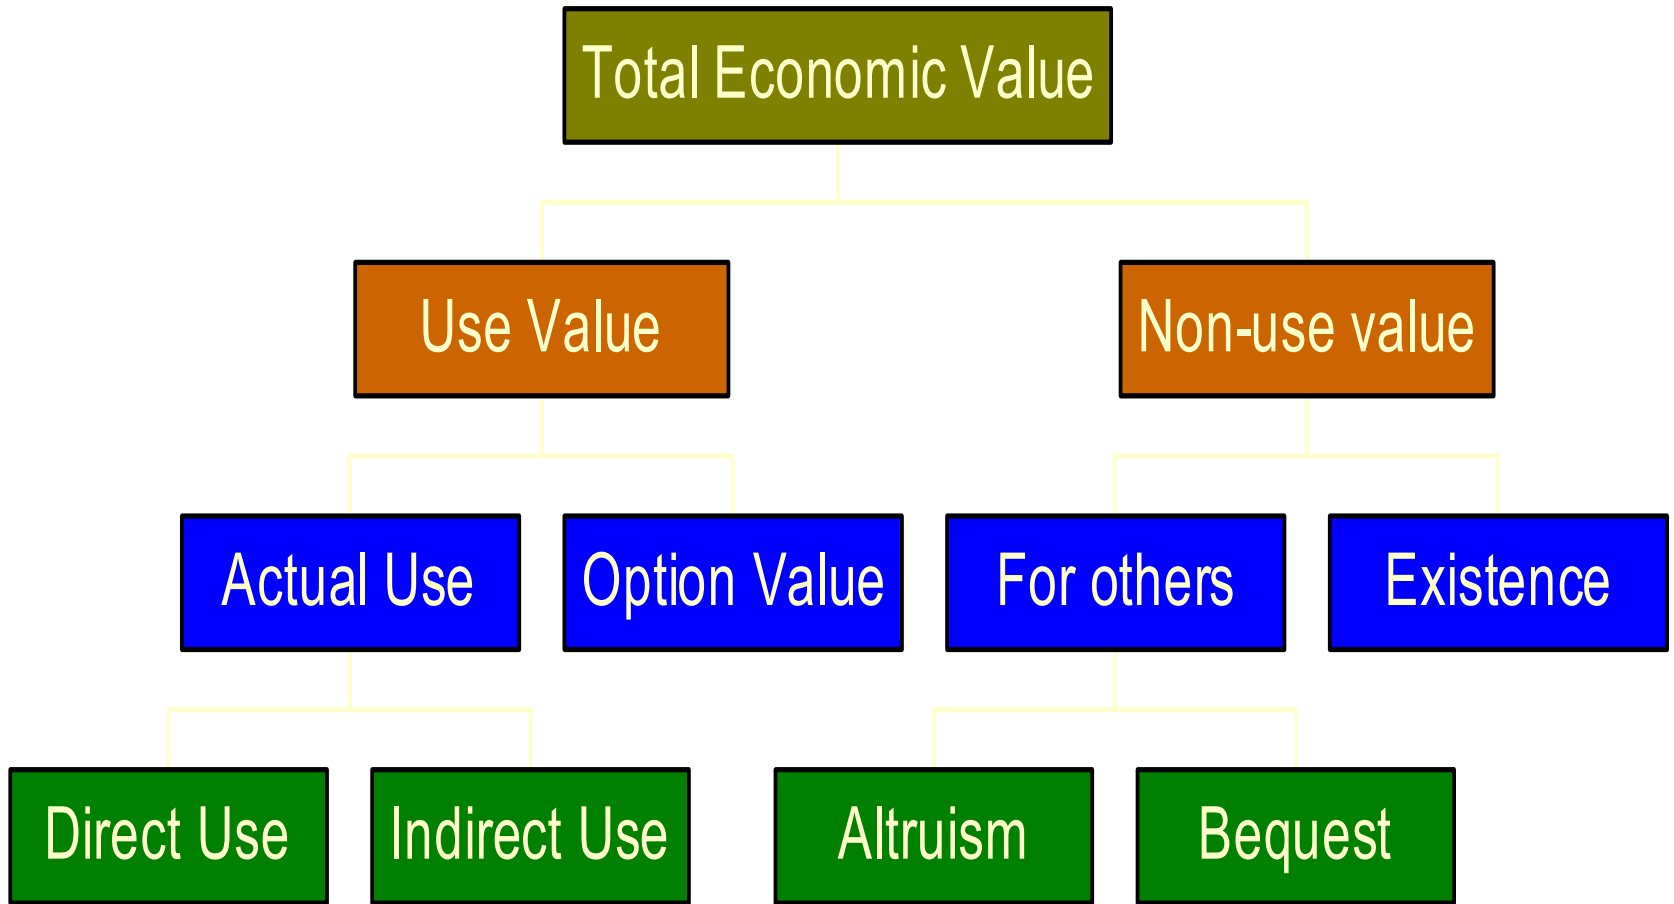 Total Economic Value
Use Value
Non-use value
Actual Use
Option Value
For others
Existence
Direct Use
Indirect Use
Altruism
Bequest